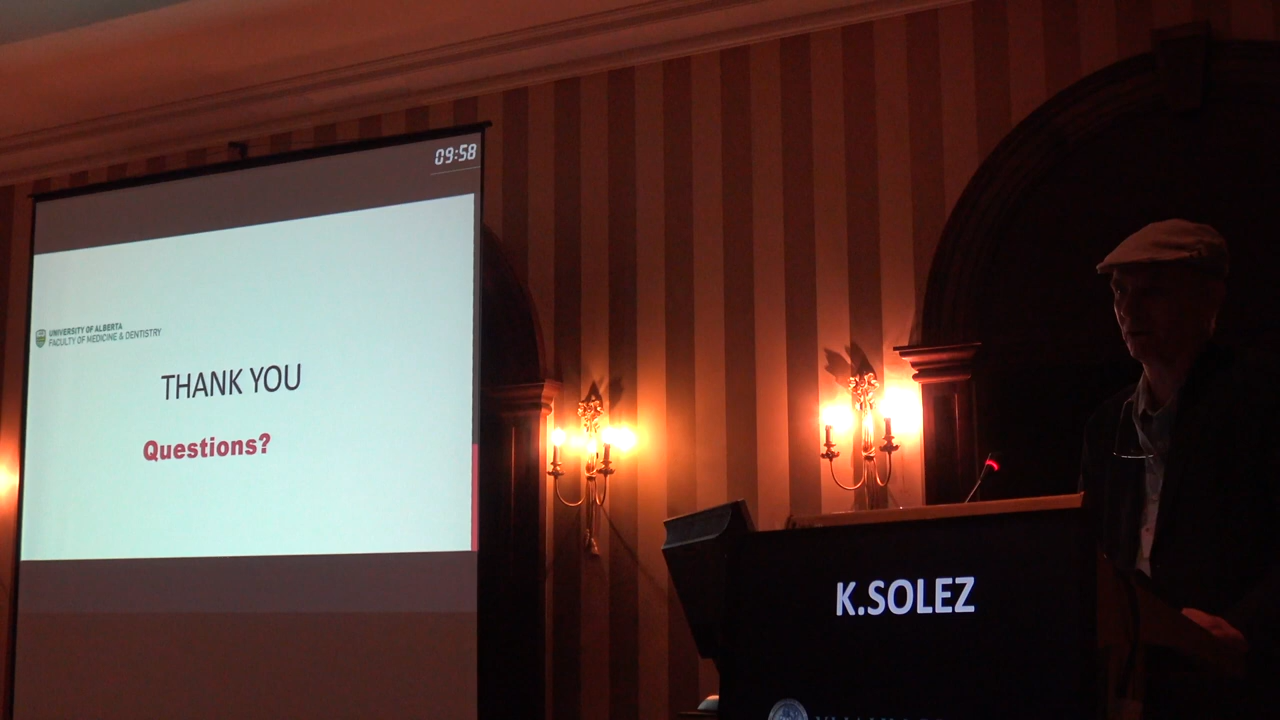 09:58
UNIVERSITY OF ALBERTA
FACULTY OF MEDICINE & DENTISTRY
THANK YOU
Questions?
K.SOLEZ